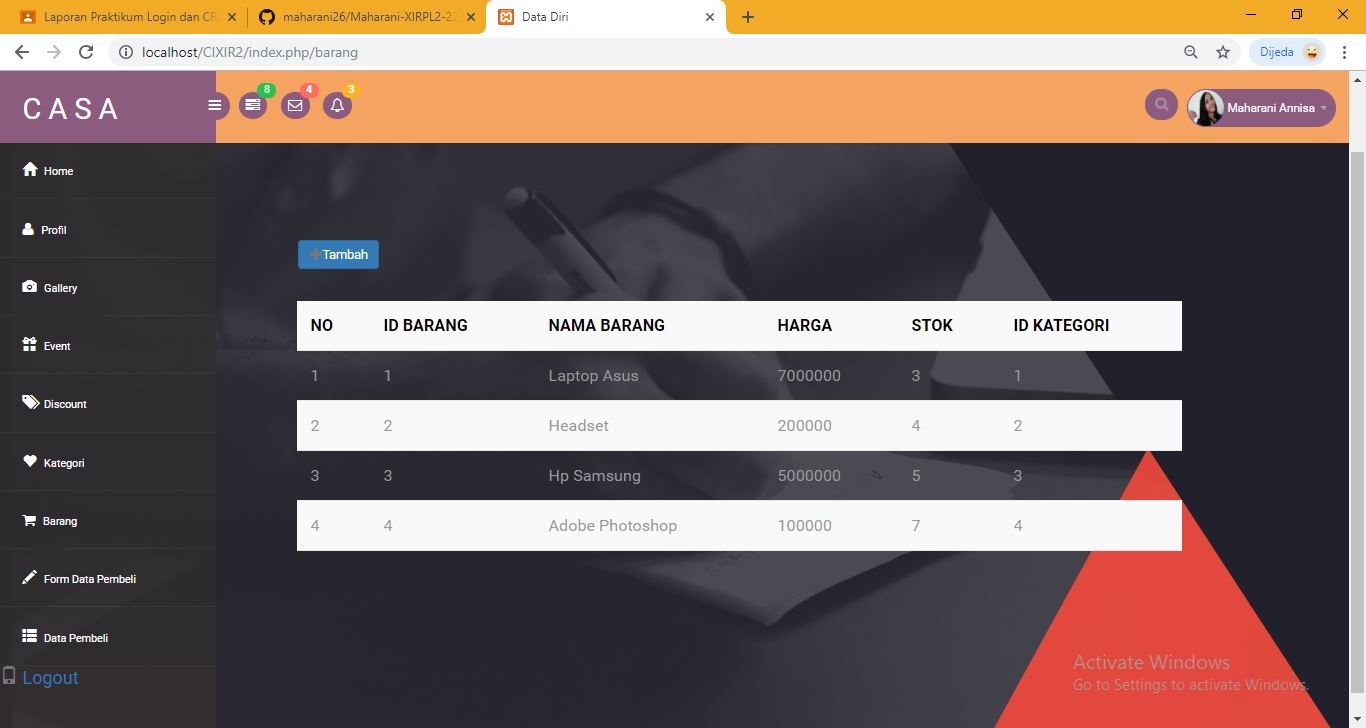 Laporan Praktikum Login dan CR
maharani26/Maharani-XIRPL2-22
Data Diri
localhost/CIXIR2/index.php/barang
Dijeda
CASA
8
4
3
Maharani Annisa
Home
Profil
Gallery
Event
Discount
Kategori
Barang
Form Data Pembeli
Data Pembeli
Logout
Tambah
NO ID BARANG NAMA BARANG HARGA STOK ID KATEGORI
1 1 Laptop Asus 7000000 3 1
2 2 Headset 200000 4 2
3 3 Hp Samsung 5000000 5 3
4 4 Adobe Photoshop 100000 7 4
Activate Windows
Go to Settings to activate Windows.